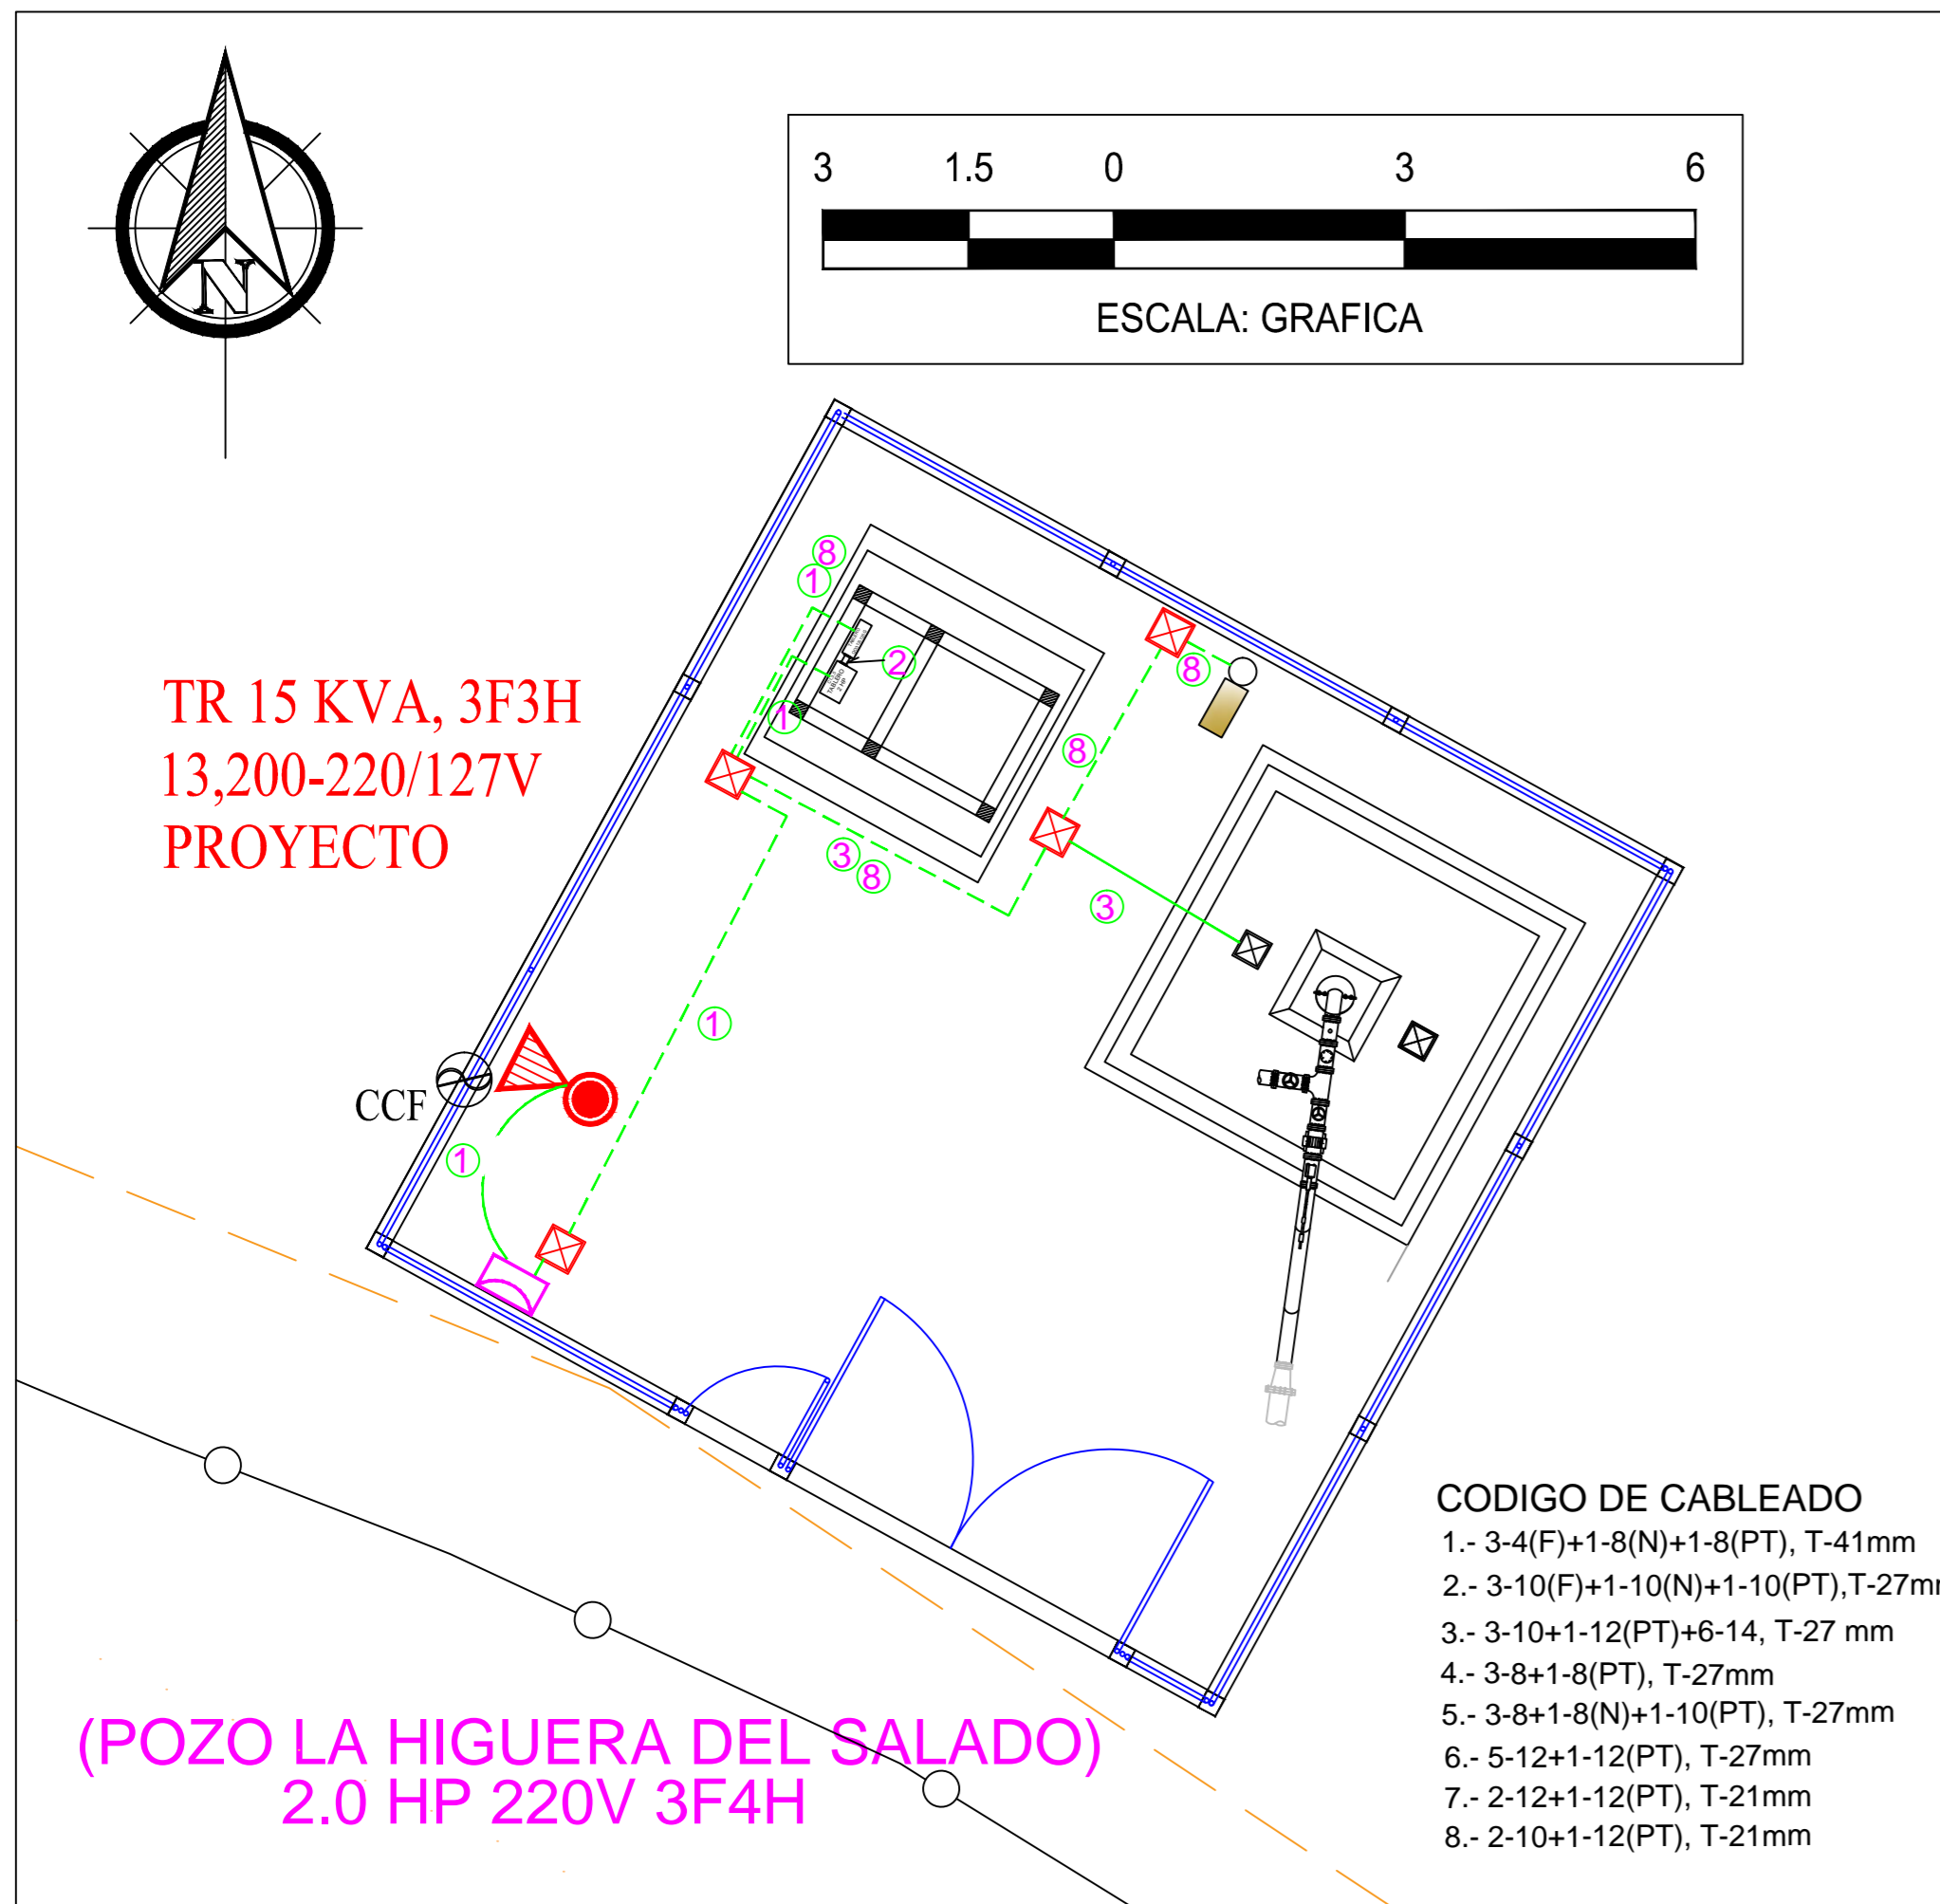 N
3 1.5 0 3 6
ESCALA: GRAFICA
TR 15 KVA, 3F3H
13,200-220/127V
PROYECTO
8
1
2
TABLERO
2 HP
1
8
8
3
8
3
1
CCF
1
CODIGO DE CABLEADO
1.- 3-4(F)+1-8(N)+1-8(PT), T-41mm
2.- 3-10(F)+1-10(N)+1-10(PT),T-27mm
3.- 3-10+1-12(PT)+6-14, T-27 mm
4.- 3-8+1-8(PT), T-27mm
5.- 3-8+1-8(N)+1-10(PT), T-27mm
6.- 5-12+1-12(PT), T-27mm
7.- 2-12+1-12(PT), T-21mm
8.- 2-10+1-12(PT), T-21mm
(POZO LA HIGUERA DEL SALADO)
2.0 HP 220V 3F4H